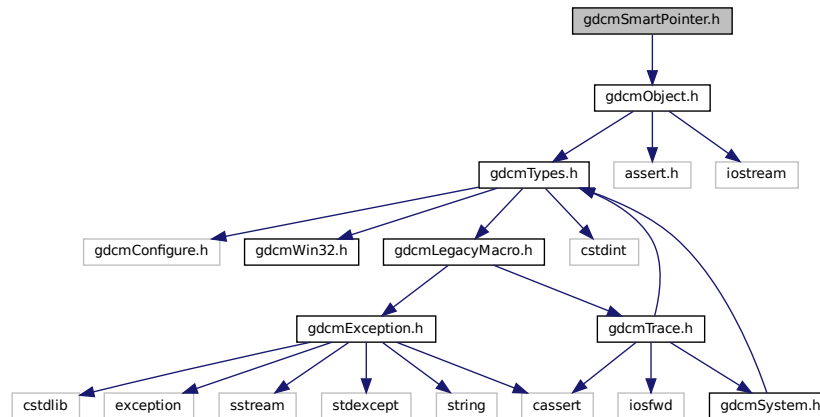 gdcmSmartPointer.h
gdcmObject.h
gdcmTypes.h
assert.h
iostream
gdcmConfigure.h
gdcmWin32.h
gdcmLegacyMacro.h
cstdint
gdcmException.h
gdcmTrace.h
cstdlib
exception
sstream
stdexcept
string
cassert
iosfwd
gdcmSystem.h